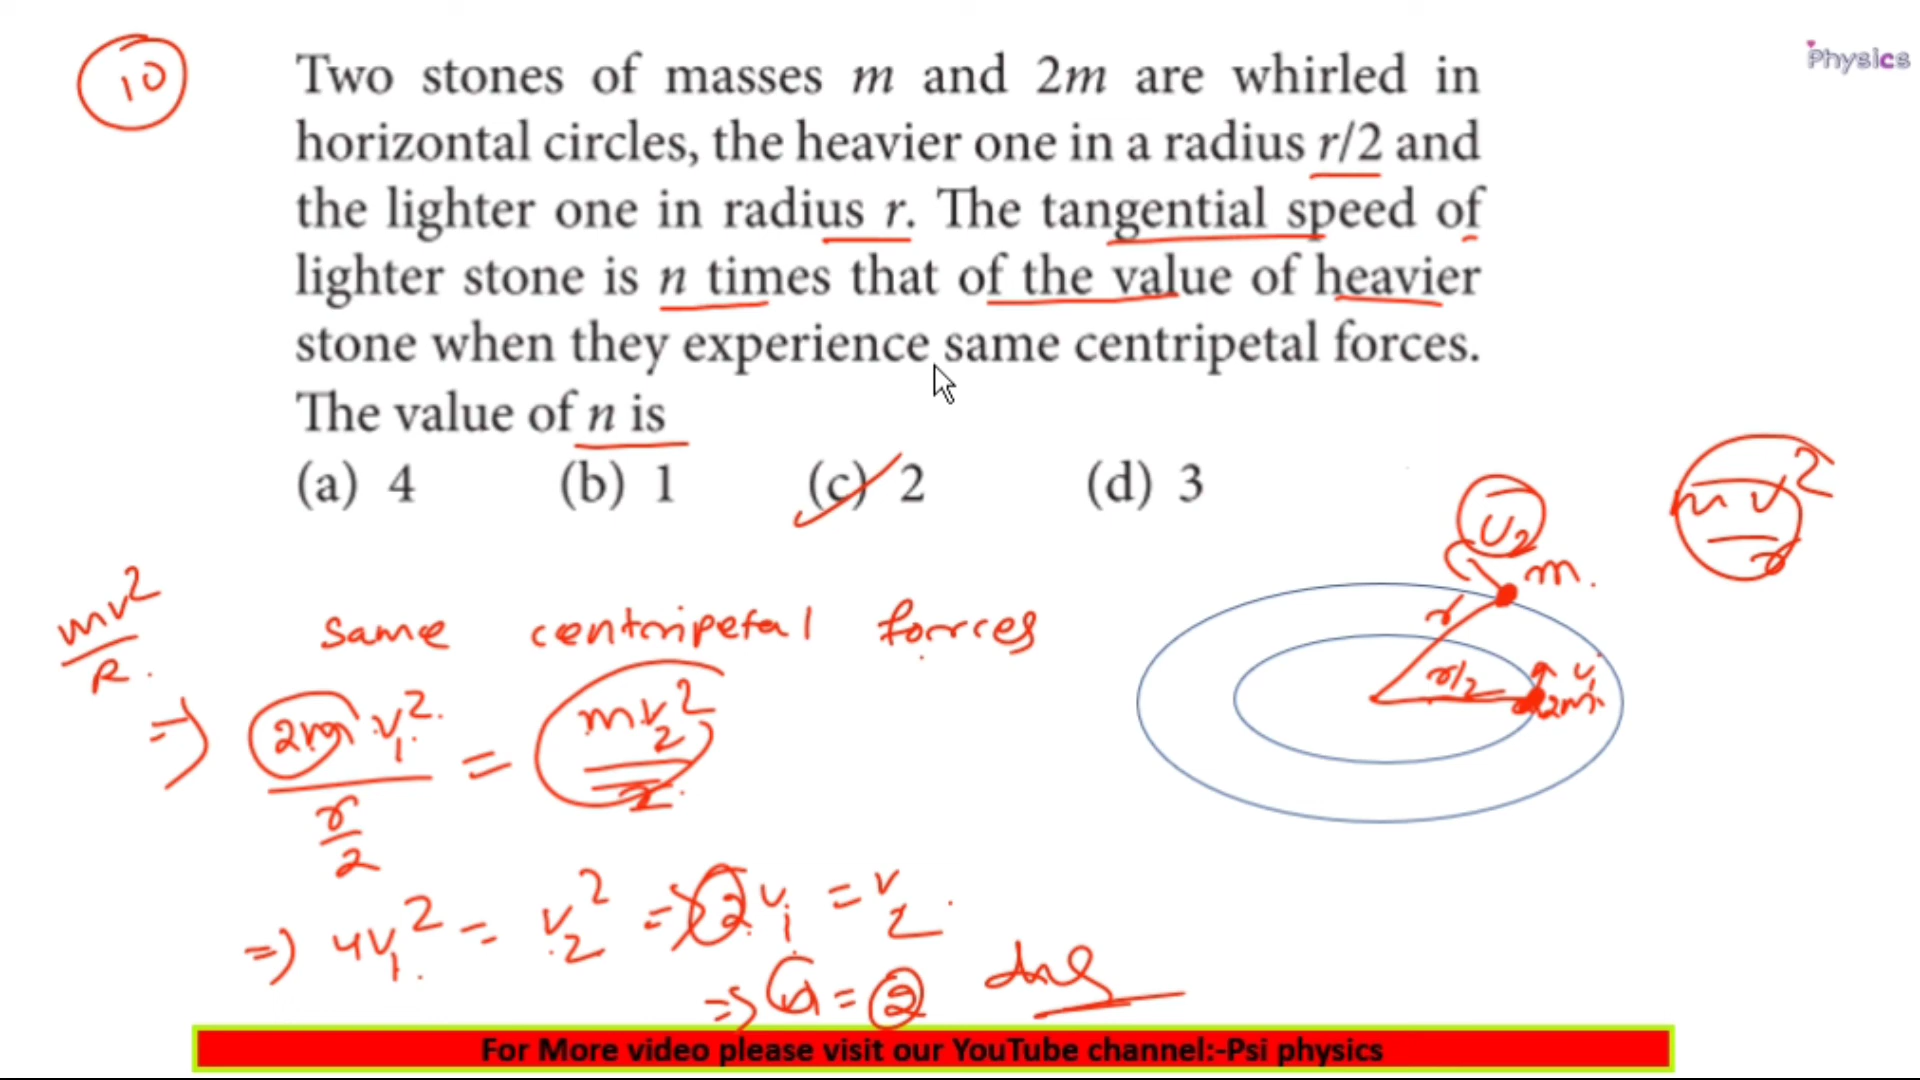 10
Physics
Two stones of masses m and 2m are whirled in
horizontal circles, the heavier one in a radius r/2 and
the lighter one in radius r. The tangential speed of
lighter stone is n times that of the value of heavier
stone when they experience same centripetal forces.
The value of n is
(a) 4 (b) 1 (c) 2 (d) 3
mv²/R.
same centripetal forces
⇒ 2m v₁²/(r/2) = mv₂²/r
⇒ 4v₁² = v₂² ⇒ 2v₁ = v₂
⇒ n = 2 Ans
v₂
m.
r
r/2
v₁
2m
mv²/r
For More video please visit our YouTube channel:-Psi physics